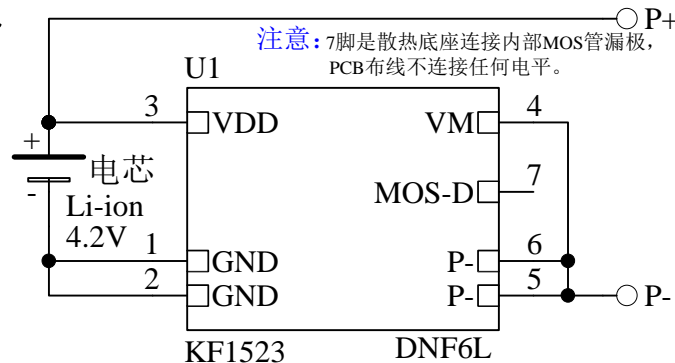 P+
注意：7脚是散热底座连接内部MOS管漏极，
PCB布线不连接任何电平。
U1
3 VDD VM 4
+
电芯
MOS-D 7
-
Li-ion
4.2V
1 GND P- 6
2 GND P- 5 P-
KF1523 DNF6L